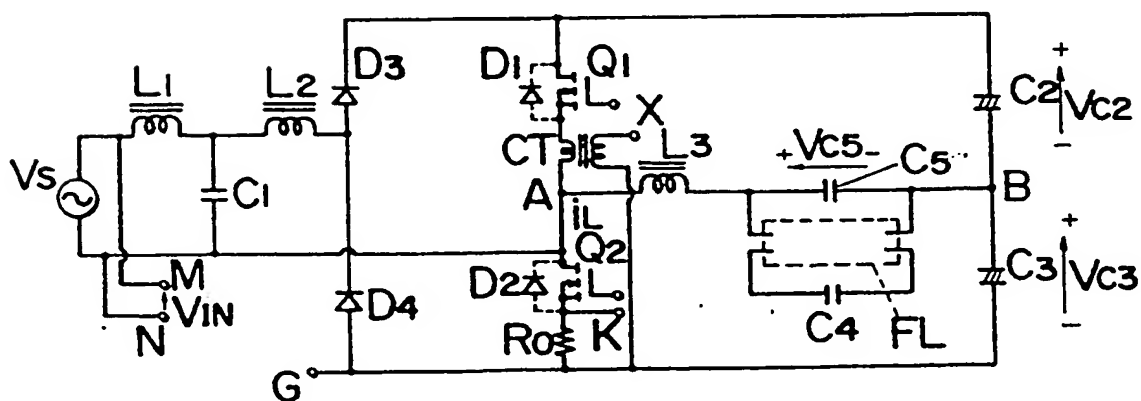 D3
D1
Q1
L1
L2
X
C2
VC2
+
-
CT
L3
+VC5-
C5
VS
C1
A
B
iL
Q2
+
M
D2
C3
VC3
VIN
D4
-
N
RO
K
C4
FL
G